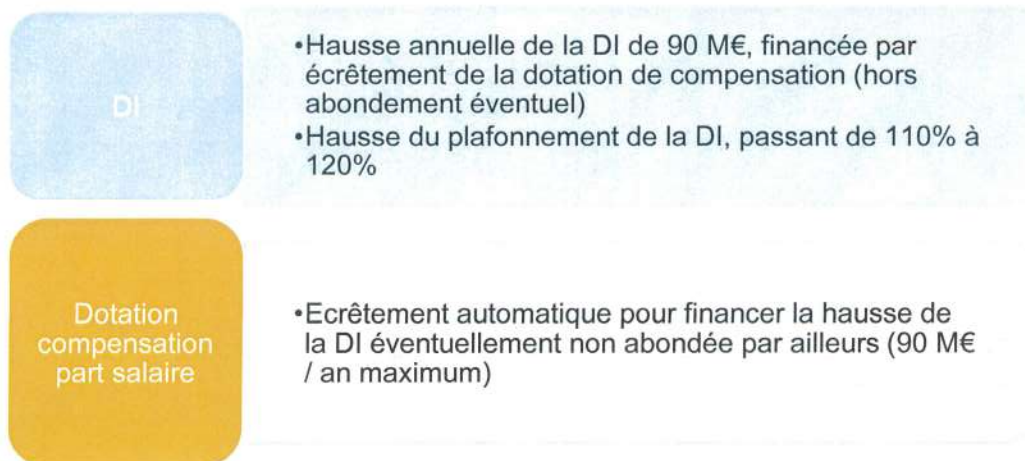 DI
•Hausse annuelle de la DI de 90 M€, financée par
écrêtement de la dotation de compensation (hors
abondement éventuel)
•Hausse du plafonnement de la DI, passant de 110% à
120%
Dotation
compensation
part salaire
•Ecrêtement automatique pour financer la hausse de
la DI éventuellement non abondée par ailleurs (90 M€
/ an maximum)